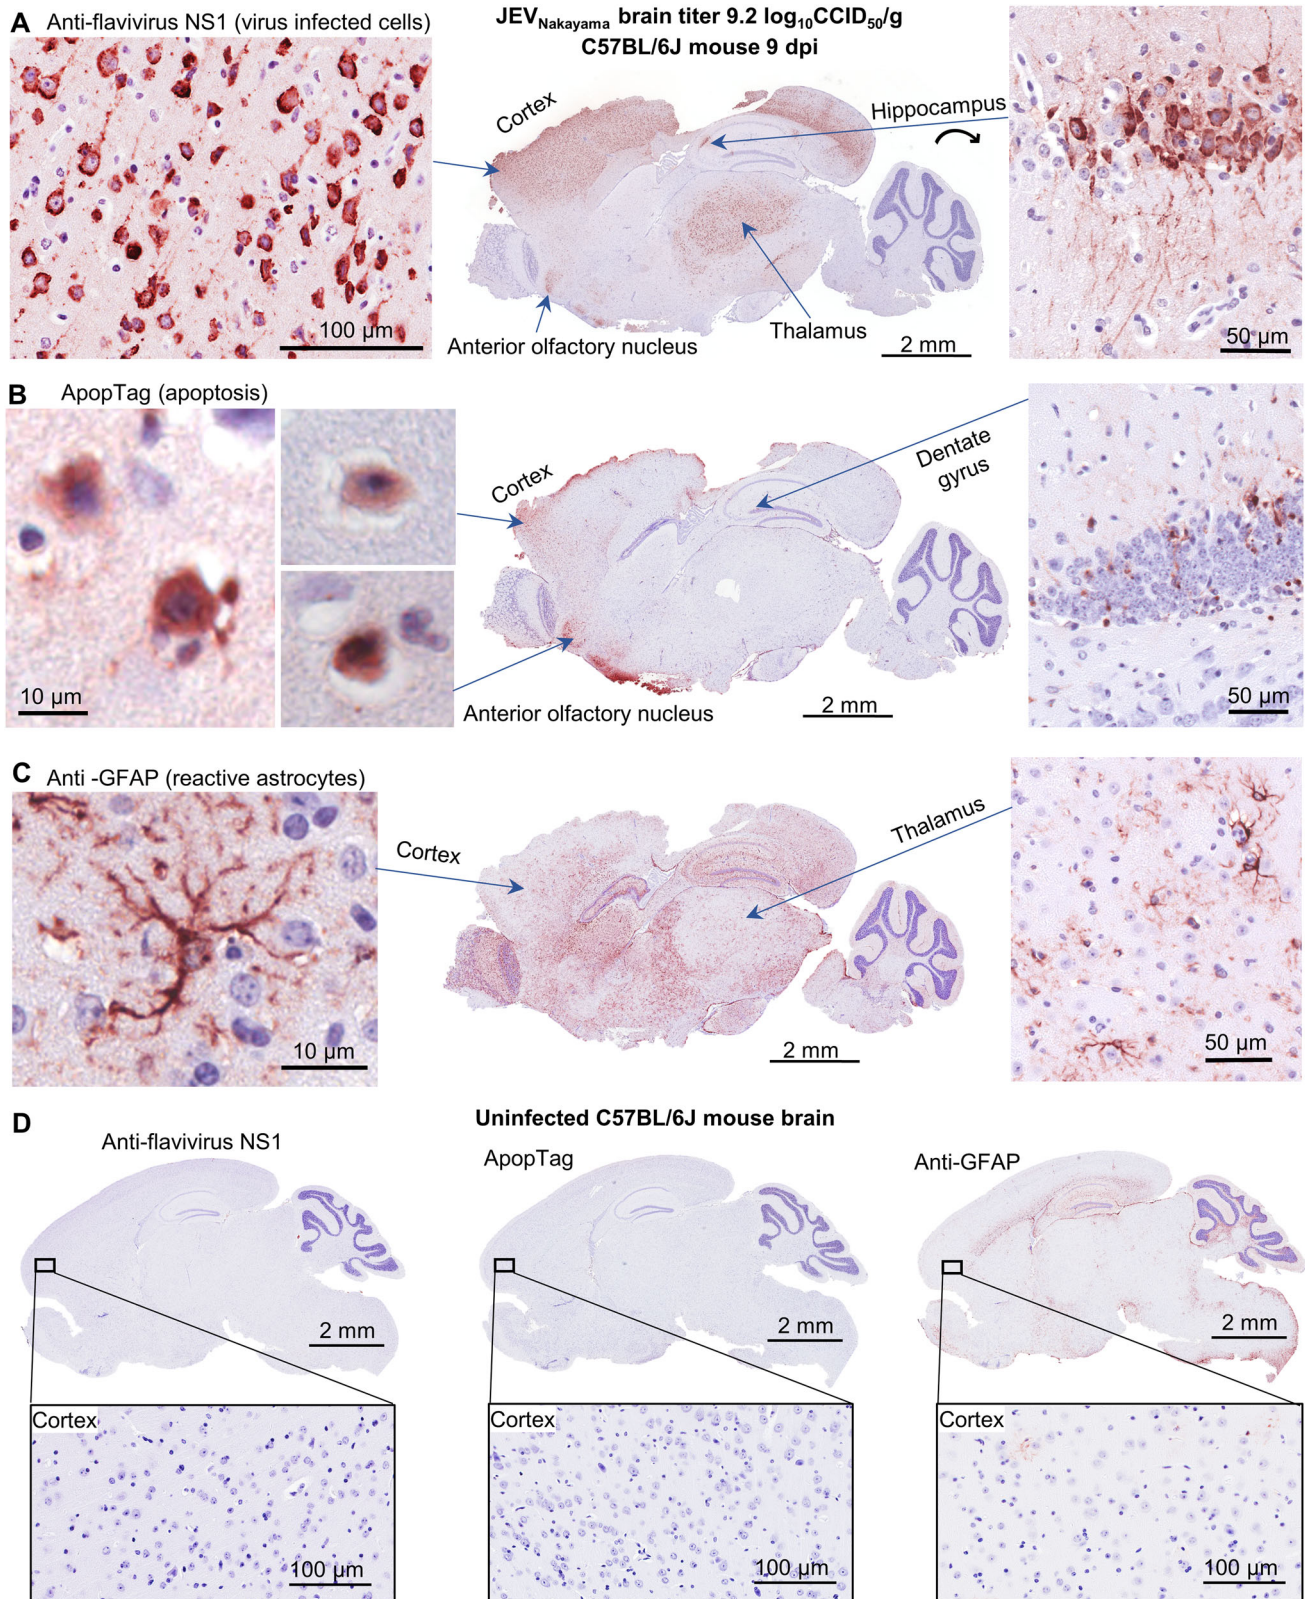 A Anti-flavivirus NS1 (virus infected cells)
JEVNakayama brain titer 9.2 log10CCID50/g
C57BL/6J mouse 9 dpi
Cortex
Hippocampus
100 µm
Anterior olfactory nucleus
Thalamus
2 mm
50 µm
B ApopTag (apoptosis)
Cortex
Dentate
gyrus
10 µm
Anterior olfactory nucleus
2 mm
50 µm
C Anti -GFAP (reactive astrocytes)
Cortex
Thalamus
10 µm
2 mm
50 µm
D Uninfected C57BL/6J mouse brain
Anti-flavivirus NS1
ApopTag
Anti-GFAP
2 mm
2 mm
2 mm
Cortex
Cortex
Cortex
100 µm
100 µm
100 µm